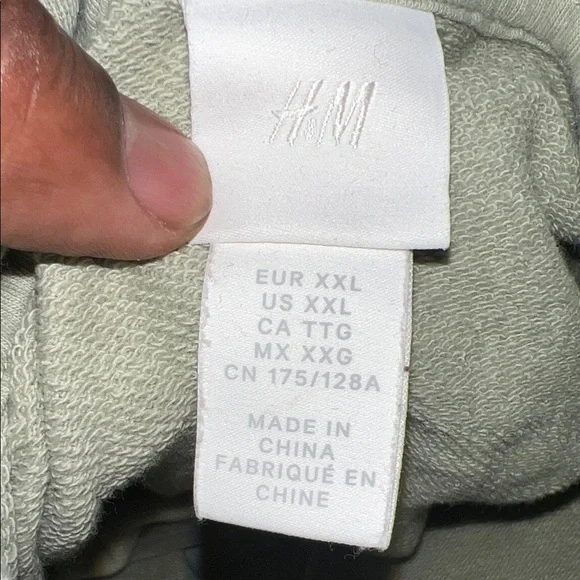 H&M
EUR XXL
US XXL
CA TTG
MX XXG
CN 175/128A
MADE IN
CHINA
FABRIQUÉ EN
CHINE